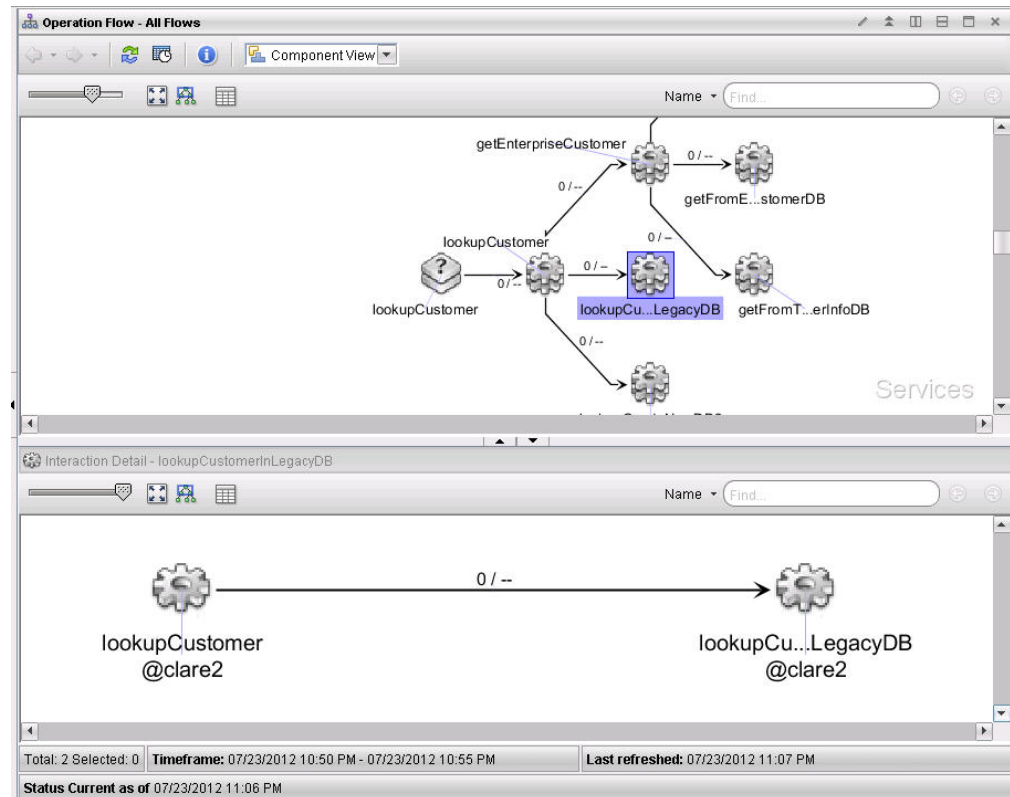 Operation Flow - All Flows
Component View
Name
Find...
getEnterpriseCustomer
0 / --
getFromE...stomerDB
0 / --
lookupCustomer
0 / --
0 / --
0 / --
lookupCustomer
lookupCu...LegacyDB
getFromT...erInfoDB
0 / --
Services
Interaction Detail - lookupCustomerInLegacyDB
Name
Find...
0 / --
lookupCustomer
@clare2
lookupCu...LegacyDB
@clare2
Total: 2 Selected: 0
Timeframe: 07/23/2012 10:50 PM - 07/23/2012 10:55 PM
Last refreshed: 07/23/2012 11:07 PM
Status Current as of 07/23/2012 11:06 PM